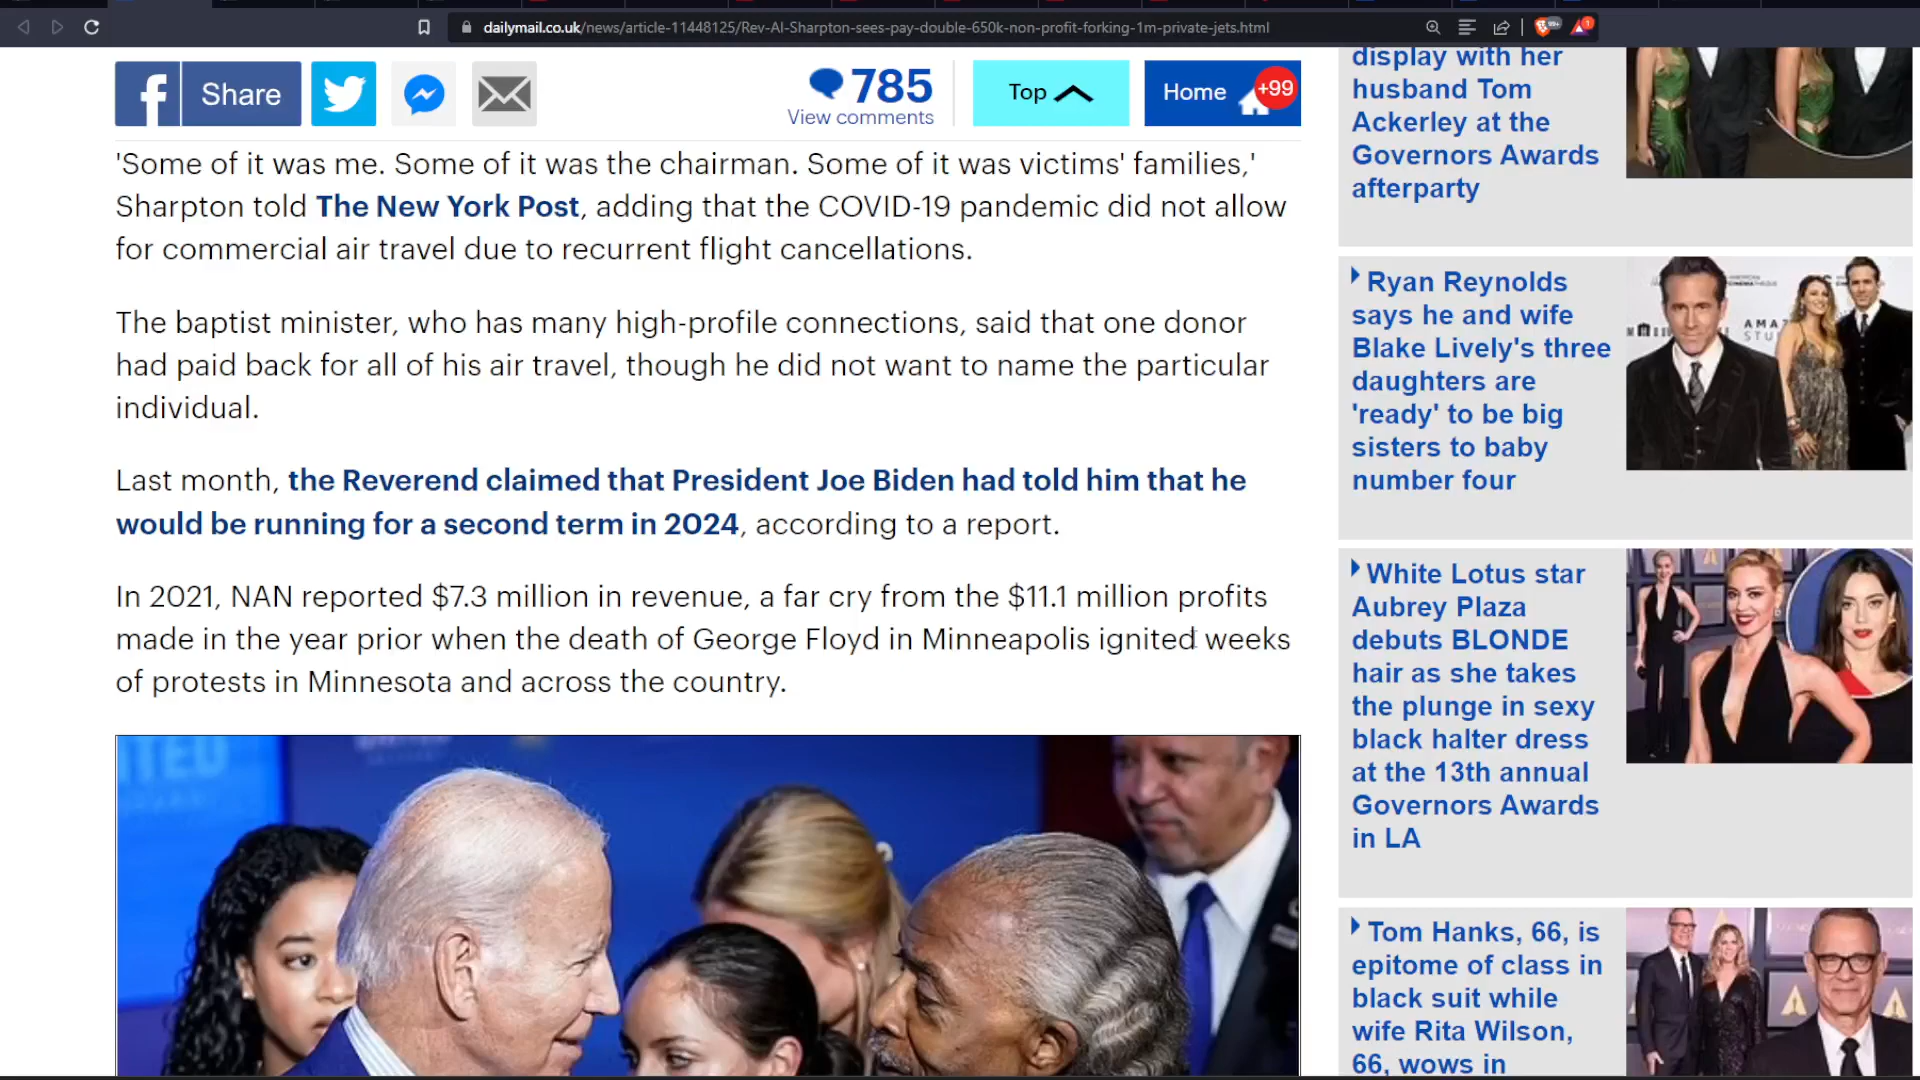 dailymail.co.uk/news/article-11448125/Rev-Al-Sharpton-sees-pay-double-650k-non-profit-forking-1m-private-jets.html
Share
785
View comments
Top
Home
+99
'Some of it was me. Some of it was the chairman. Some of it was victims' families,'
Sharpton told The New York Post, adding that the COVID-19 pandemic did not allow
for commercial air travel due to recurrent flight cancellations.
The baptist minister, who has many high-profile connections, said that one donor
had paid back for all of his air travel, though he did not want to name the particular
individual.
Last month, the Reverend claimed that President Joe Biden had told him that he
would be running for a second term in 2024, according to a report.
In 2021, NAN reported $7.3 million in revenue, a far cry from the $11.1 million profits
made in the year prior when the death of George Floyd in Minneapolis ignited weeks
of protests in Minnesota and across the country.
display with her
husband Tom
Ackerley at the
Governors Awards
afterparty
Ryan Reynolds
says he and wife
Blake Lively's three
daughters are
'ready' to be big
sisters to baby
number four
White Lotus star
Aubrey Plaza
debuts BLONDE
hair as she takes
the plunge in sexy
black halter dress
at the 13th annual
Governors Awards
in LA
Tom Hanks, 66, is
epitome of class in
black suit while
wife Rita Wilson,
66, wows in